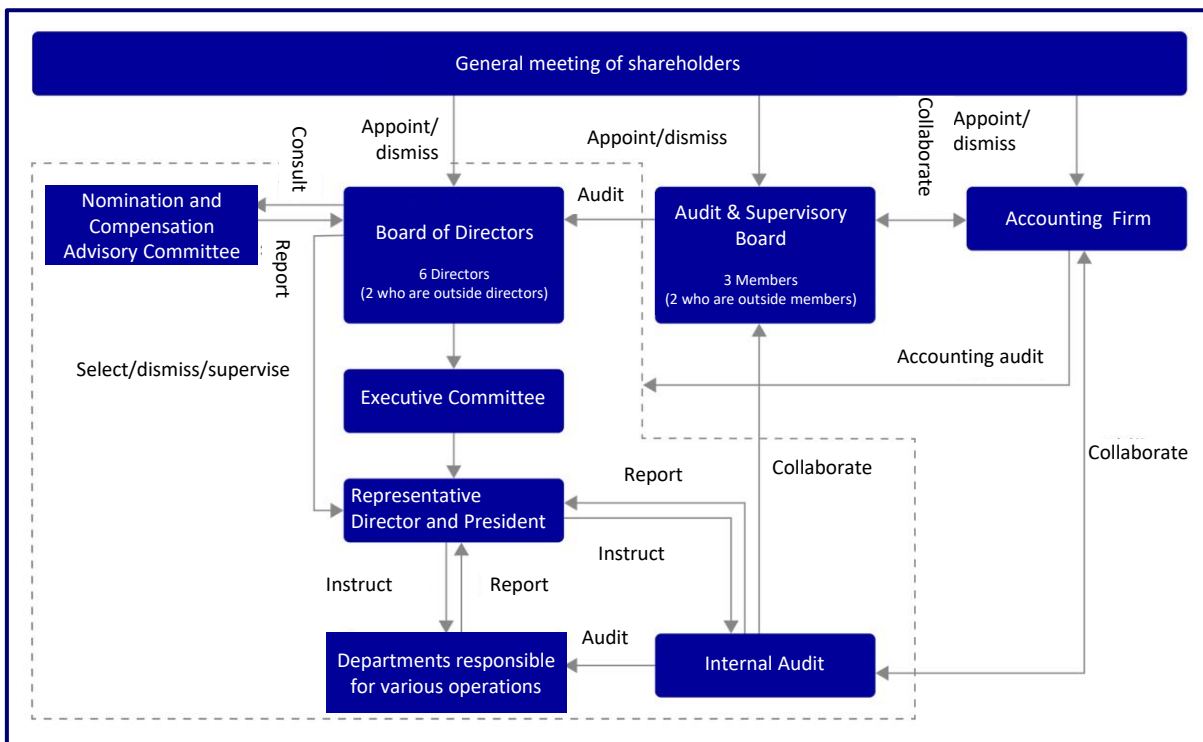 General meeting of shareholders
Appoint/
dismiss
Appoint/dismiss
Collaborate
Appoint/
dismiss
Consult
Nomination and
Compensation
Advisory Committee
Report
Board of Directors
6 Directors
(2 who are outside directors)
Audit
Audit & Supervisory
Board
3 Members
(2 who are outside members)
Accounting Firm
Select/dismiss/supervise
Accounting audit
Executive Committee
Collaborate
Collaborate
Representative
Director and President
Report
Instruct
Instruct
Report
Departments responsible
for various operations
Audit
Internal Audit